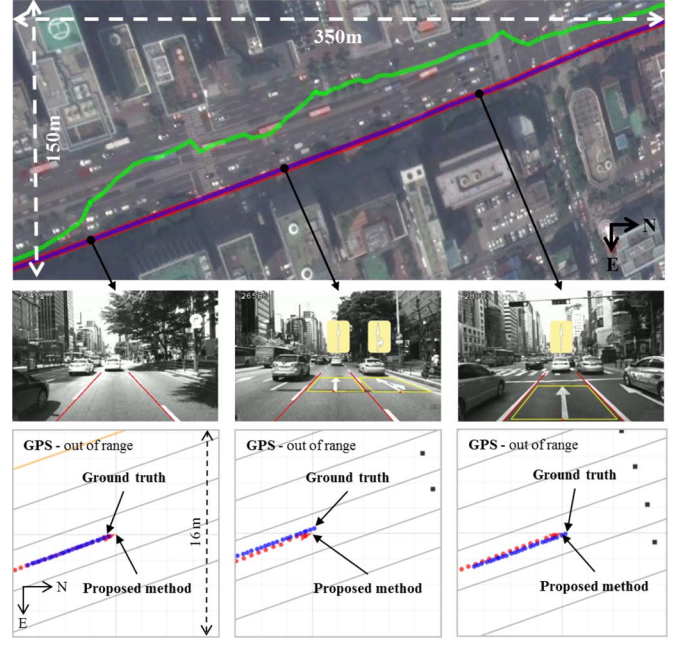 350m
150m
N
E
GPS - out of range
Ground truth
Proposed method
16 m
N
E
GPS - out of range
Ground truth
Proposed method
GPS - out of range
Ground truth
Proposed method